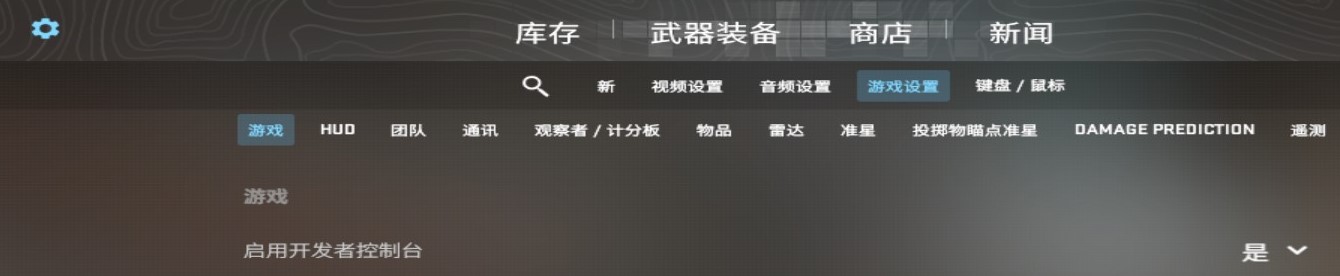 库存 武器装备 商店 新闻
新 视频设置 音频设置 游戏设置 键盘 / 鼠标
游戏 HUD 团队 通讯 观察者 / 计分板 物品 雷达 准星 投掷物瞄点准星 DAMAGE PREDICTION 遥测
游戏
启用开发者控制台 是